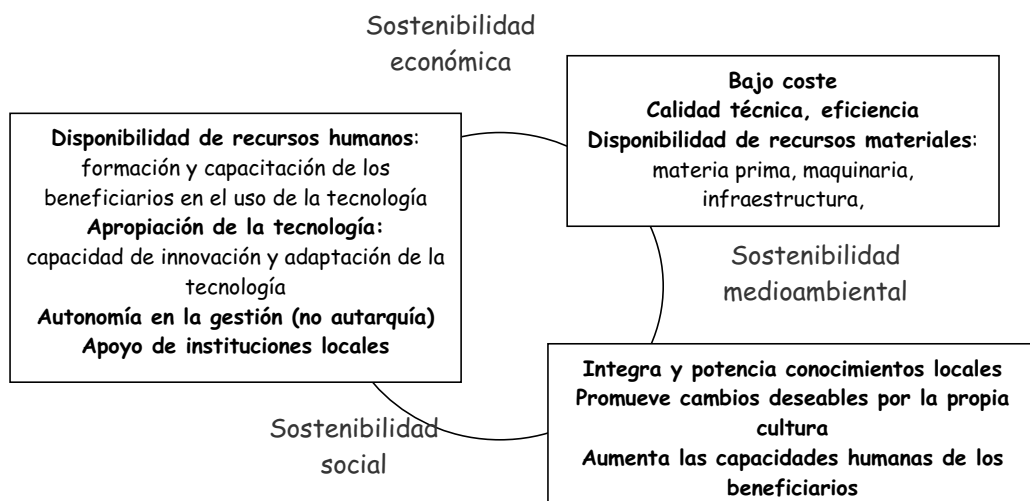 Sostenibilidad
económica
Bajo coste
Calidad técnica, eficiencia
Disponibilidad de recursos materiales:
materia prima, maquinaria,
infraestructura,
Disponibilidad de recursos humanos:
formación y capacitación de los
beneficiarios en el uso de la tecnología
Apropiación de la tecnología:
capacidad de innovación y adaptación de la
tecnología
Autonomía en la gestión (no autarquía)
Apoyo de instituciones locales
Sostenibilidad
medioambiental
Integra y potencia conocimientos locales
Promueve cambios deseables por la propia
cultura
Aumenta las capacidades humanas de los
beneficiarios
Sostenibilidad
social